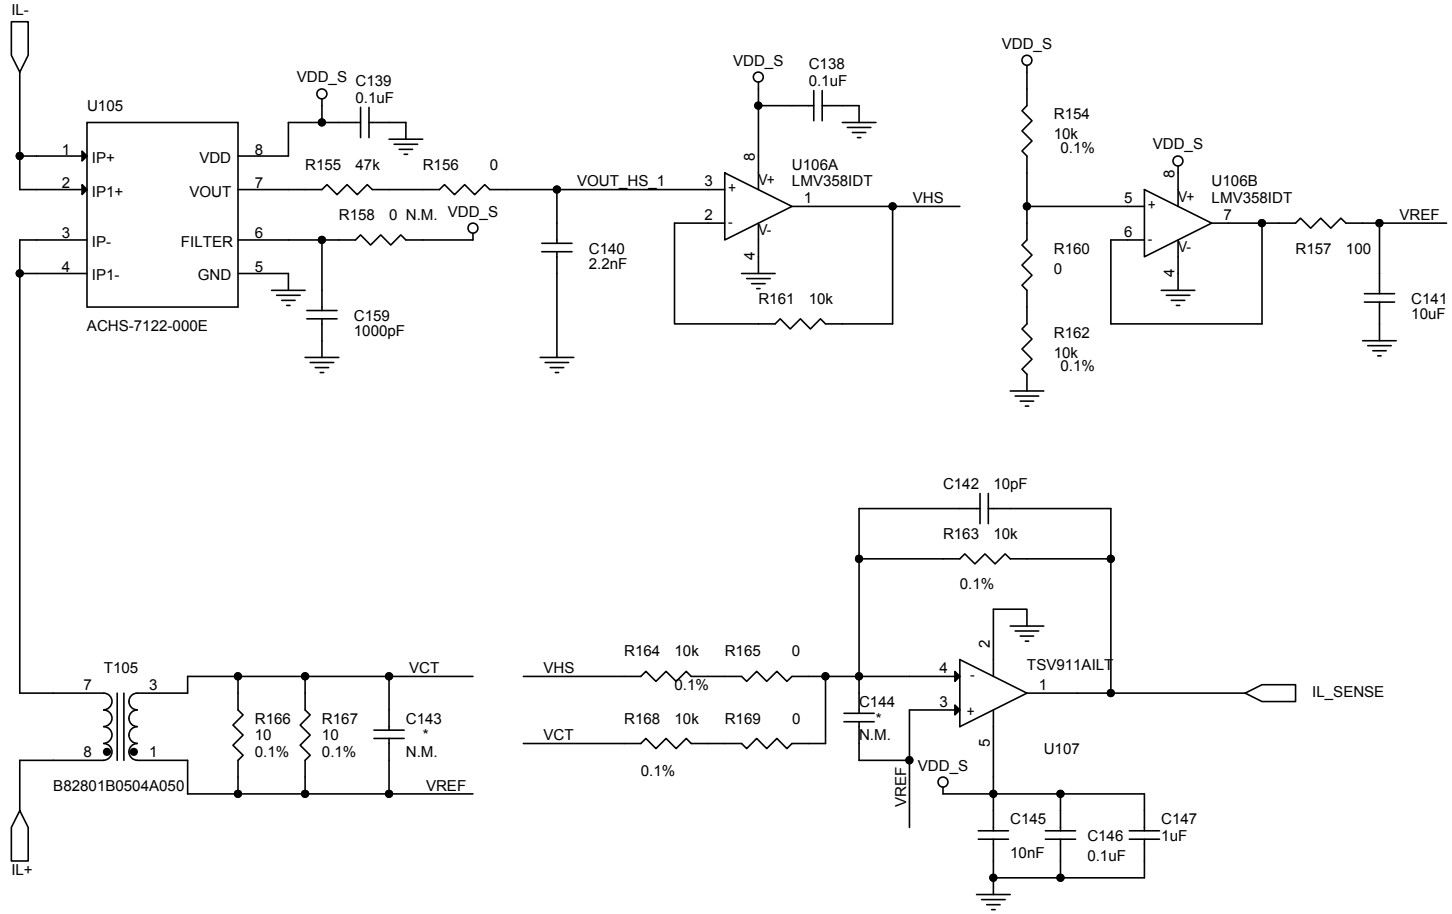 IL-
U105
VDD_S
C139
0.1uF
1
IP+
VDD
8
2
IP1+
VOUT
7
3
IP-
FILTER
6
4
IP1-
GND
5
ACHS-7122-000E
R155 47k
R156 0
R158 0 N.M.
VDD_S
C159
1000pF
VOUT_HS_1
C140
2.2nF
VDD_S
C138
0.1uF
U106A
LMV358IDT
8
V+
3
+
1
2
-
V-
4
VHS
R161 10k
VDD_S
R154
10k
0.1%
R160
0
R162
10k
0.1%
VDD_S
U106B
LMV358IDT
8
V+
5
+
7
6
-
V-
4
R157 100
VREF
C141
10uF
T105
7
3
8
1
B82801B0504A050
IL+
VCT
R166
10
0.1%
R167
10
0.1%
C143
*
N.M.
VREF
VHS
R164 10k
0.1%
R165 0
VCT
R168 10k
0.1%
R169 0
C142 10pF
R163 10k
0.1%
C144
*
N.M.
VREF
2
TSV911AILT
4
-
1
3
+
5
U107
IL_SENSE
VDD_S
C145
10nF
C146
0.1uF
C147
1uF